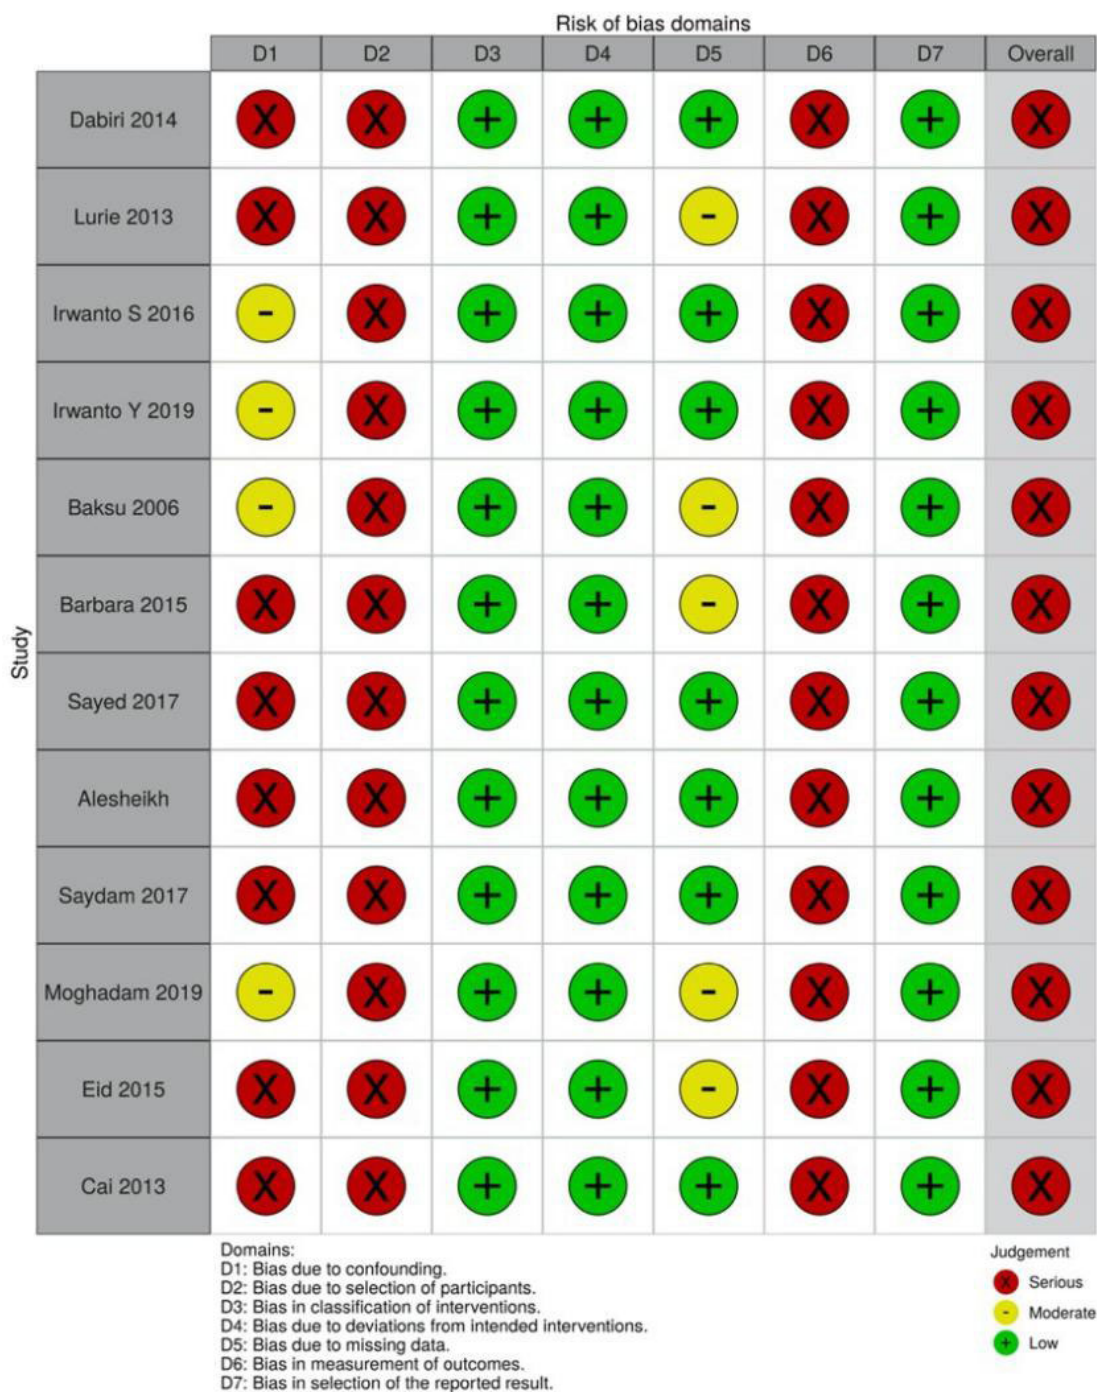 Risk of bias domains
D1 D2 D3 D4 D5 D6 D7 Overall
Dabiri 2014 X X + + + X + X
Lurie 2013 X X + + - X + X
Irwanto S 2016 - X + + + X + X
Irwanto Y 2019 - X + + + X + X
Baksu 2006 - X + + - X + X
Barbara 2015 X X + + - X + X
Sayed 2017 X X + + + X + X
Alesheikh X X + + + X + X
Saydam 2017 X X + + + X + X
Moghadam 2019 - X + + - X + X
Eid 2015 X X + + - X + X
Cai 2013 X X + + + X + X
Study
Domains:
D1: Bias due to confounding.
D2: Bias due to selection of participants.
D3: Bias in classification of interventions.
D4: Bias due to deviations from intended interventions.
D5: Bias due to missing data.
D6: Bias in measurement of outcomes.
D7: Bias in selection of the reported result.
Judgement
X Serious
- Moderate
+ Low